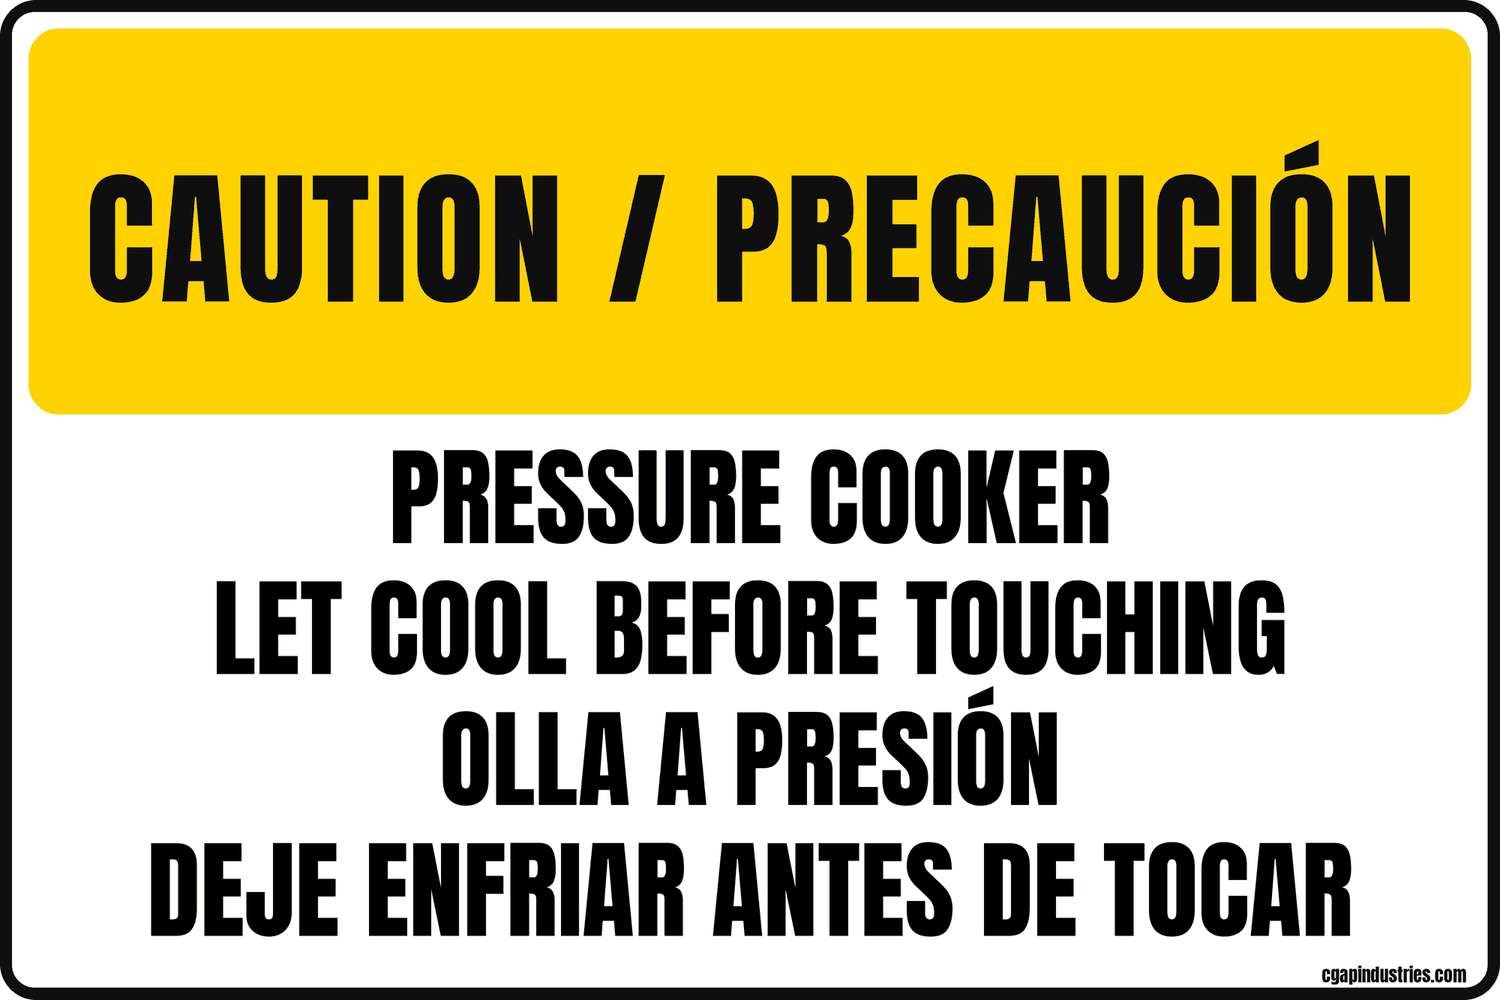 CAUTION / PRECAUCIÓN
PRESSURE COOKER
LET COOL BEFORE TOUCHING
OLLA A PRESIÓN
DEJE ENFRIAR ANTES DE TOCAR
cgapindustries.com